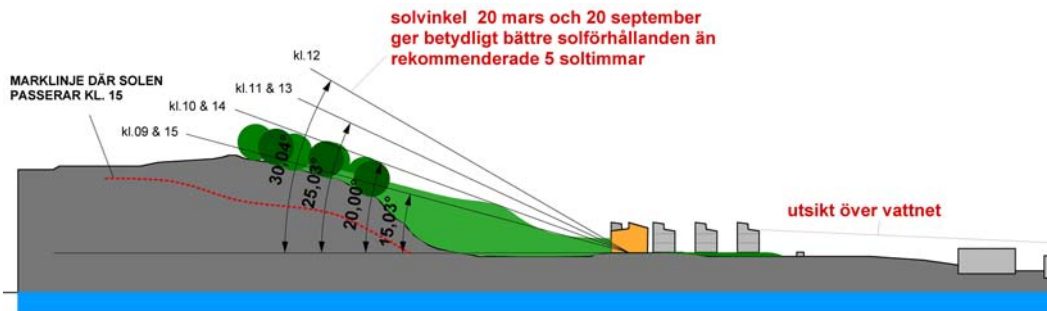 solvinkel 20 mars och 20 september
ger betydligt bättre solförhållanden än
rekommenderade 5 soltimmar
kl.12
MARKLINJE DÄR SOLEN
PASSERAR KL. 15
kl.11 & 13
kl.10 & 14
kl.09 & 15
30,04°
25,03°
20,00°
15,03°
utsikt över vattnet